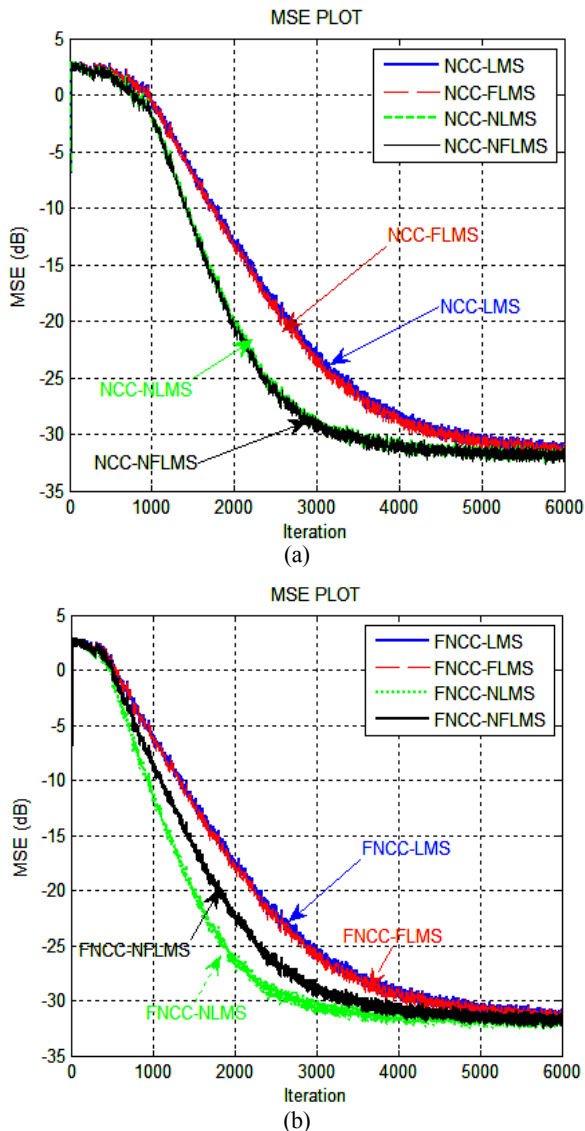 MSE PLOT
5
0
-5
-10
-15
-20
-25
-30
-35
MSE (dB)
NCC-LMS
NCC-FLMS
NCC-NLMS
NCC-NFLMS
NCC-FLMS
NCC-LMS
NCC-NLMS
NCC-NFLMS
0 1000 2000 3000 4000 5000 6000
Iteration
(a)
MSE PLOT
5
0
-5
-10
-15
-20
-25
-30
-35
MSE (dB)
FNCC-LMS
FNCC-FLMS
FNCC-NLMS
FNCC-NFLMS
FNCC-LMS
FNCC-FLMS
FNCC-NFLMS
FNCC-NLMS
0 1000 2000 3000 4000 5000 6000
Iteration
(b)